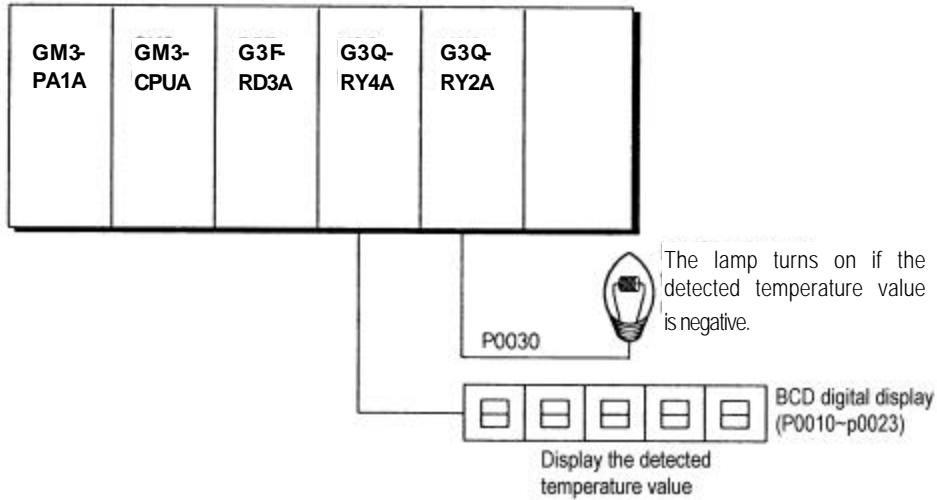 GM3-
PA1A
GM3-
CPUA
G3F-
RD3A
G3Q-
RY4A
G3Q-
RY2A
The lamp turns on if the
detected temperature value
is negative.
P0030
BCD digital display
(P0010~p0023)
Display the detected
temperature value